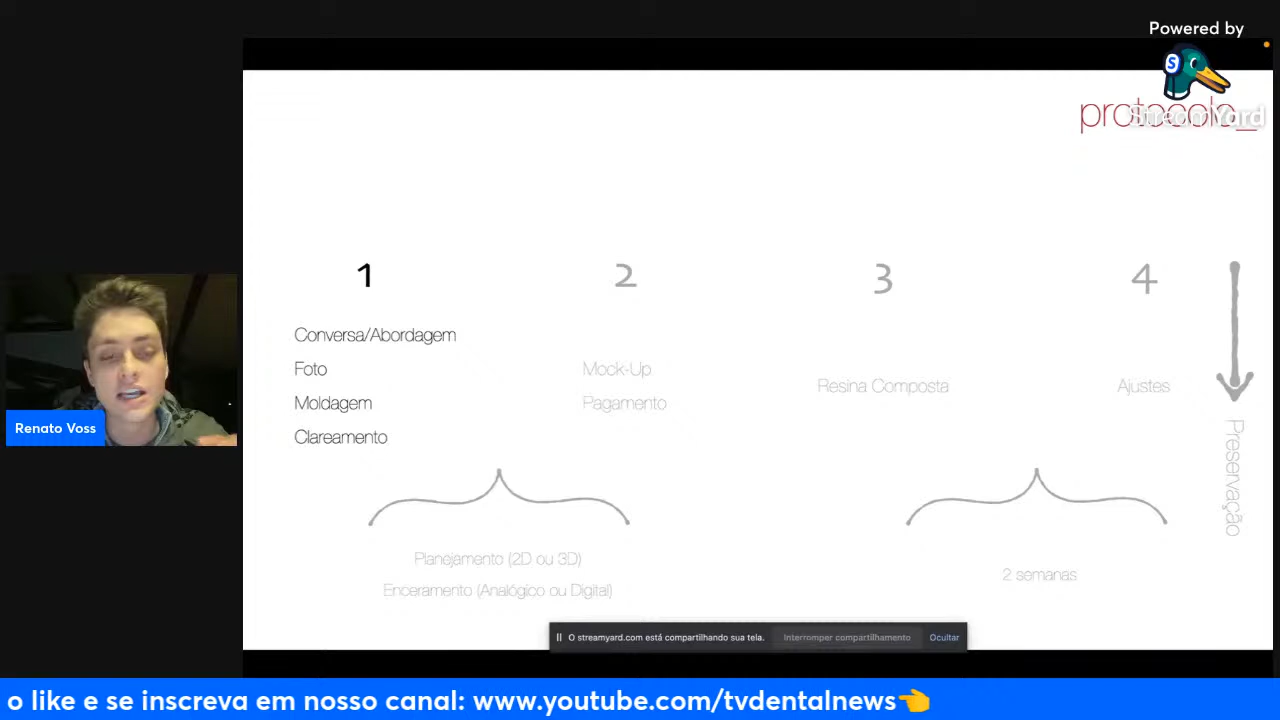 Powered by
StreamYard
protocolo_
1
2
3
4
Conversa/Abordagem
Foto
Moldagem
Clareamento
Mock-Up
Pagamento
Resina Composta
Ajustes
Preservação
Planejamento (2D ou 3D)
Enceramento (Analógico ou Digital)
2 semanas
Renato Voss
O streamyard.com está compartilhando sua tela.
Interromper compartilhamento
Ocultar
o like e se inscreva em nosso canal: www.youtube.com/tvdentalnews👈